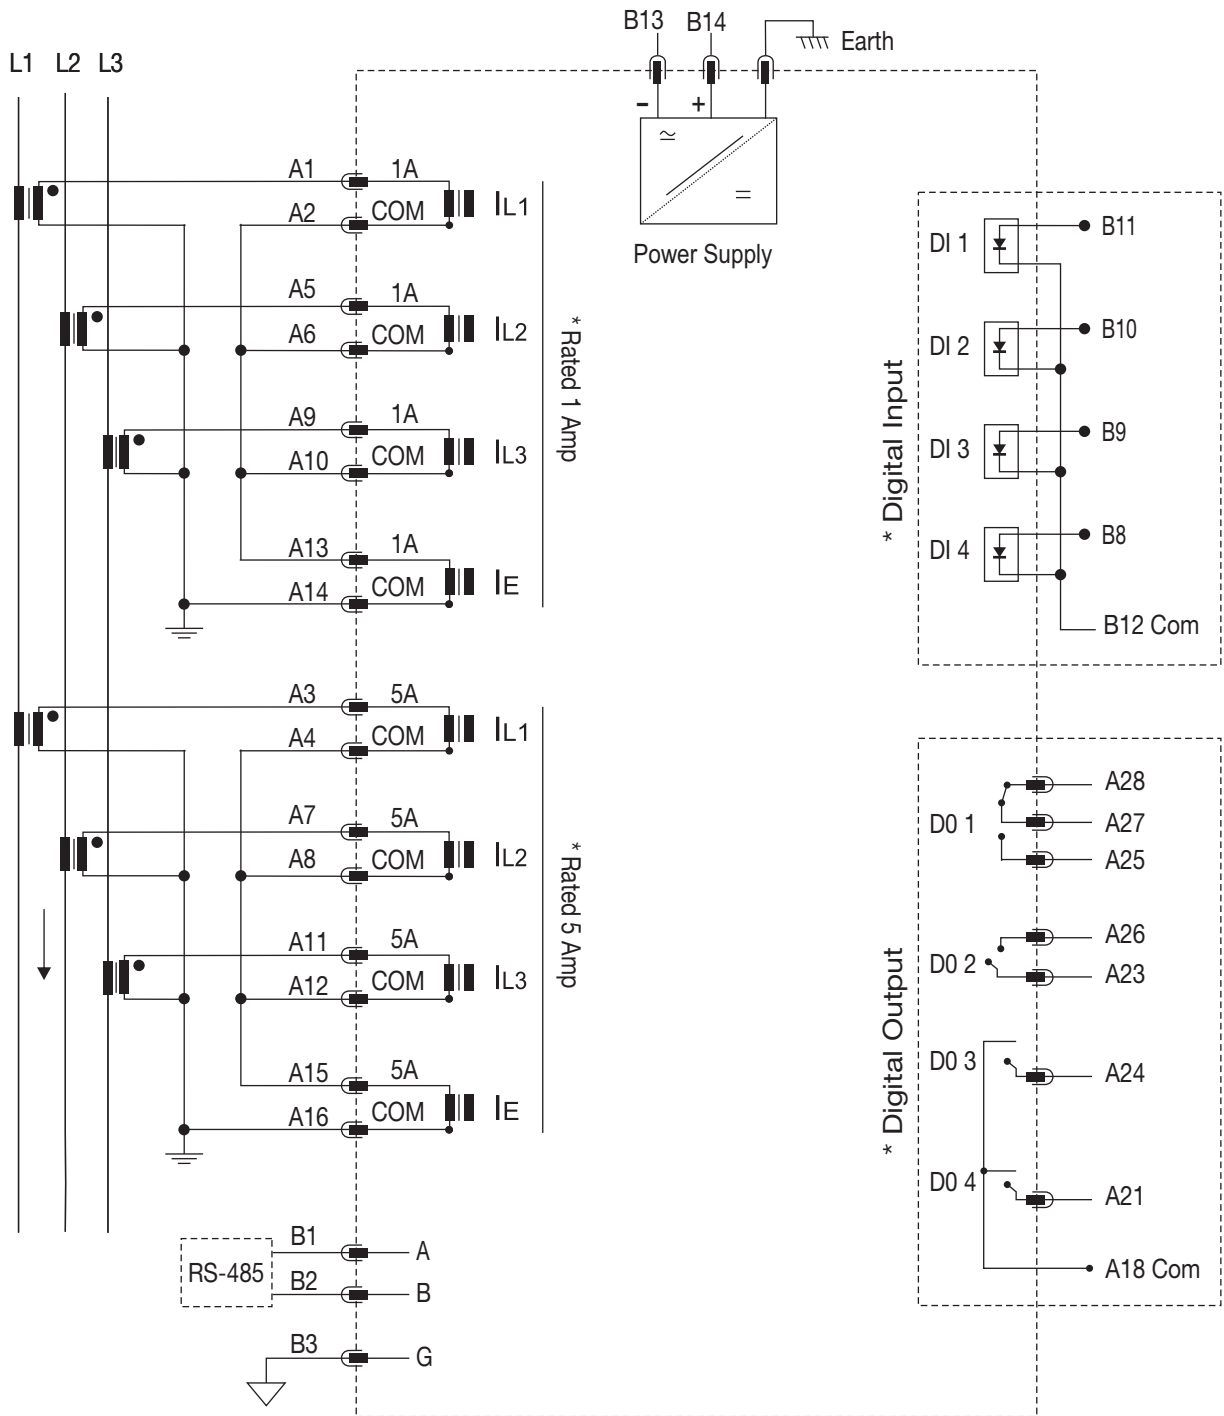 B13 B14
Earth
L1 L2 L3
- +
Power Supply
A1 1A
A2 COM
IL1
A5 1A
A6 COM
IL2
A9 1A
A10 COM
IL3
A13 1A
A14 COM
IE
* Rated 1 Amp
A3 5A
A4 COM
IL1
A7 5A
A8 COM
IL2
A11 5A
A12 COM
IL3
A15 5A
A16 COM
IE
* Rated 5 Amp
RS-485
B1 A
B2 B
B3 G
* Digital Input
DI 1 B11
DI 2 B10
DI 3 B9
DI 4 B8
B12 Com
* Digital Output
D0 1
A28
A27
A25
D0 2
A26
A23
D0 3 A24
D0 4 A21
A18 Com